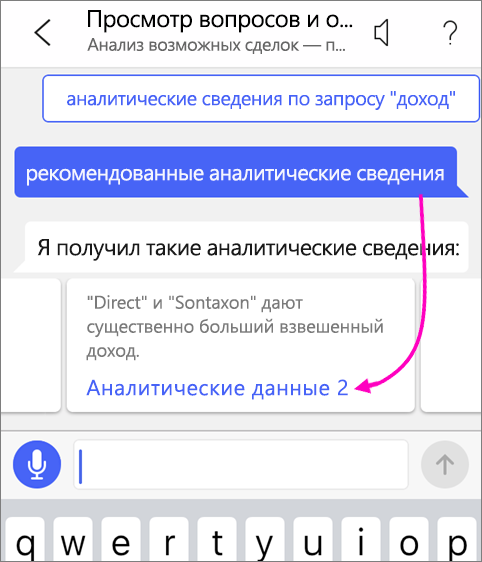 Просмотр вопросов и о...
?
Анализ возможных сделок — п...
аналитические сведения по запросу "доход"
рекомендованные аналитические сведения
Я получил такие аналитические сведения:
"Direct" и "Sontaxon" дают
существенно больший взвешенный
доход.
Аналитические данные 2
q w e r t y u i o p